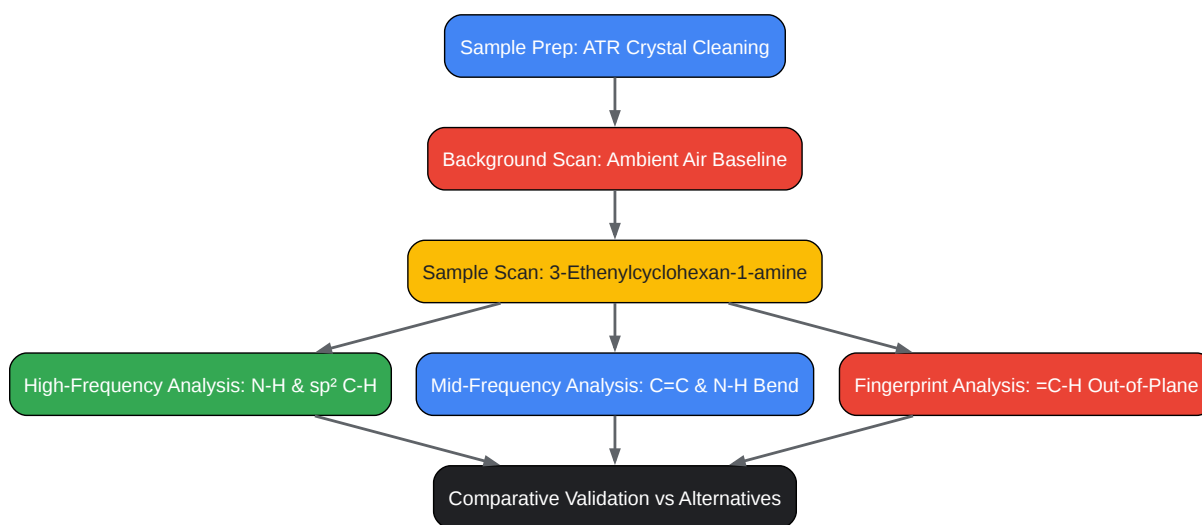 Sample Prep: ATR Crystal Cleaning
Background Scan: Ambient Air Baseline
Sample Scan: 3-Ethenylcyclohexan-1-amine
High-Frequency Analysis: N-H & sp² C-H
Mid-Frequency Analysis: C=C & N-H Bend
Fingerprint Analysis: =C-H Out-of-Plane
Comparative Validation vs Alternatives